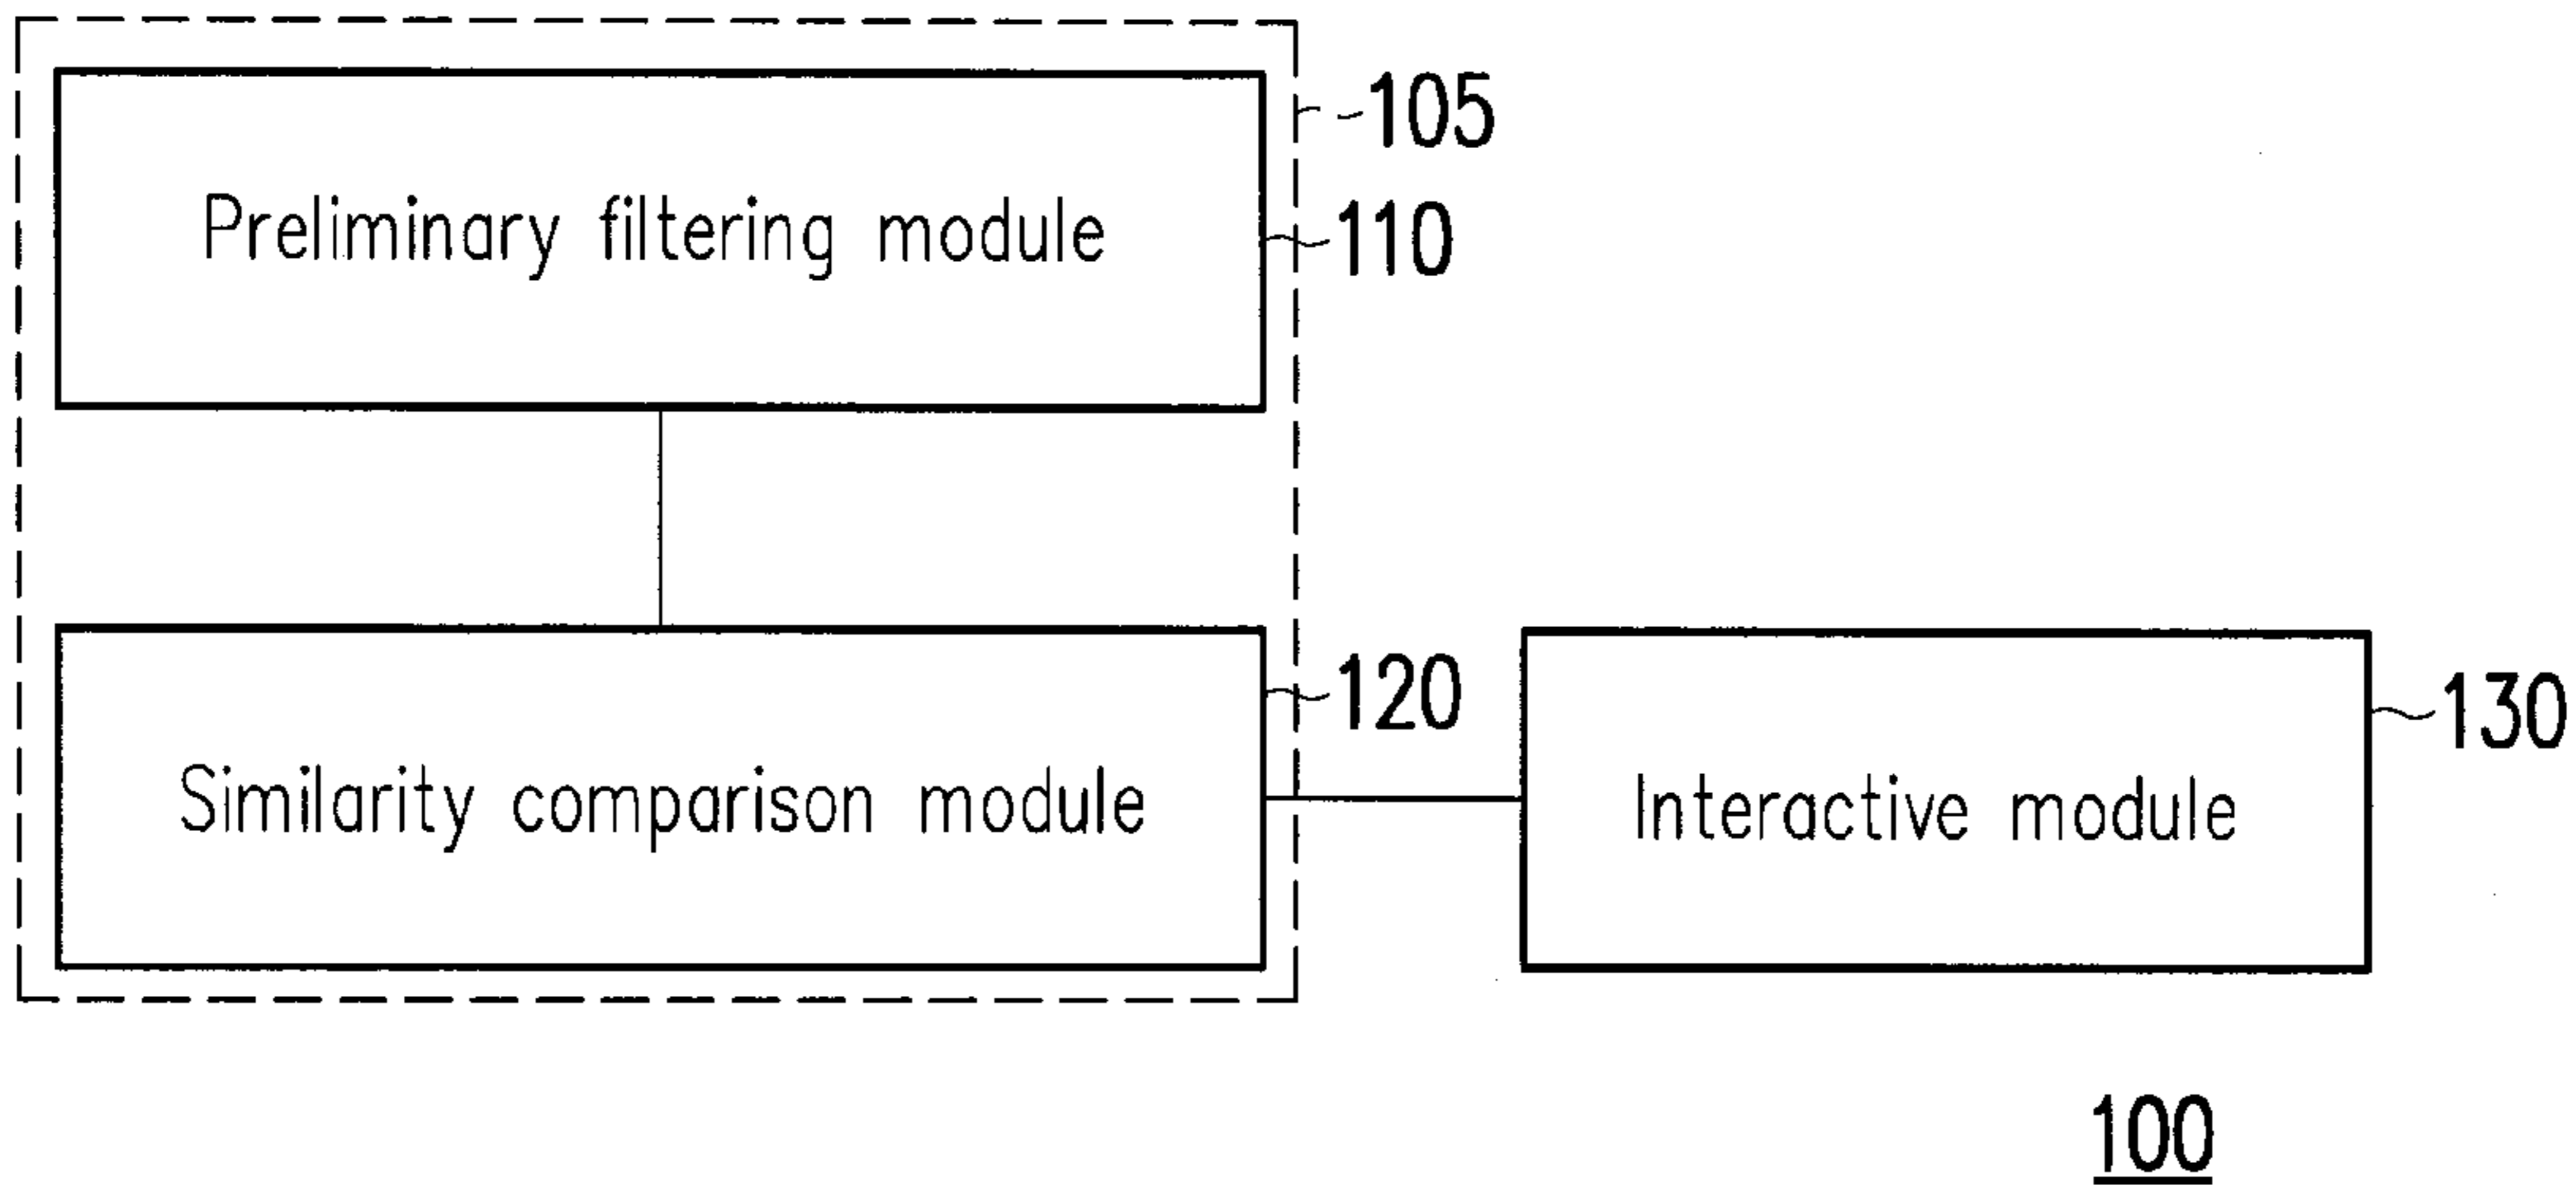 105
Preliminary filtering module
110
120
Similarity comparison module
130
Interactive module
100